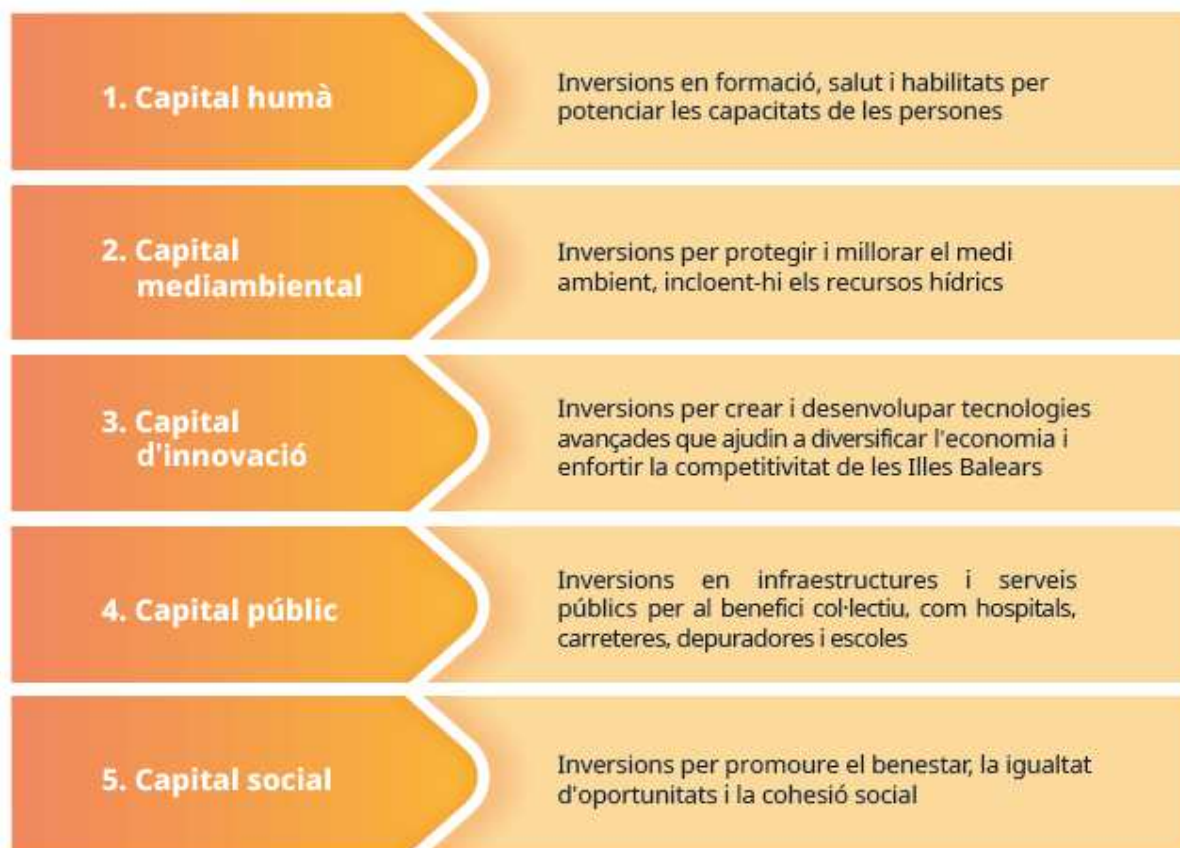 1. Capital humà
Inversions en formació, salut i habilitats per
potenciar les capacitats de les persones
2. Capital
mediambiental
Inversions per protegir i millorar el medi
ambient, incloent-hi els recursos hídrics
3. Capital
d'innovació
Inversions per crear i desenvolupar tecnologies
avançades que ajudin a diversificar l'economia i
enfortir la competitivitat de les Illes Balears
4. Capital públic
Inversions en infraestructures i serveis
públics per al benefici col·lectiu, com hospitals,
carreteres, depuradores i escoles
5. Capital social
Inversions per promoure el benestar, la igualtat
d'oportunitats i la cohesió social